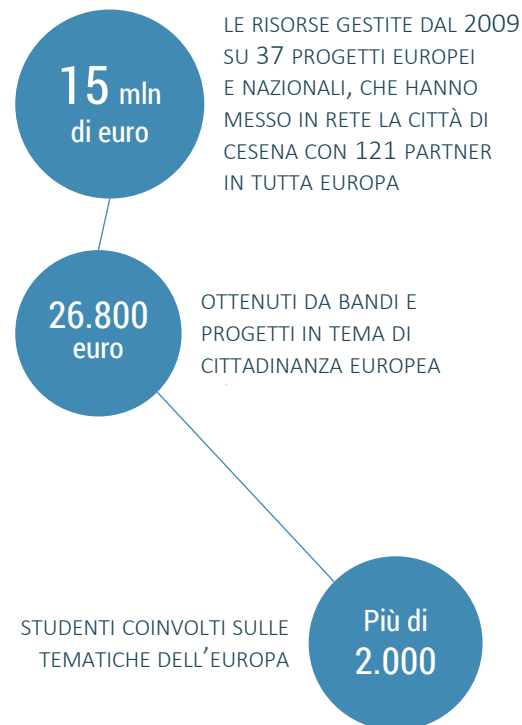 15 mln
di euro
LE RISORSE GESTITE DAL 2009
SU 37 PROGETTI EUROPEI
E NAZIONALI, CHE HANNO
MESSO IN RETE LA CITTÀ DI
CESENA CON 121 PARTNER
IN TUTTA EUROPA
26.800
euro
OTTENUTI DA BANDI E
PROGETTI IN TEMA DI
CITTADINANZA EUROPEA
STUDENTI COINVOLTI SULLE
TEMATICHE DELL'EUROPA
Più di
2.000